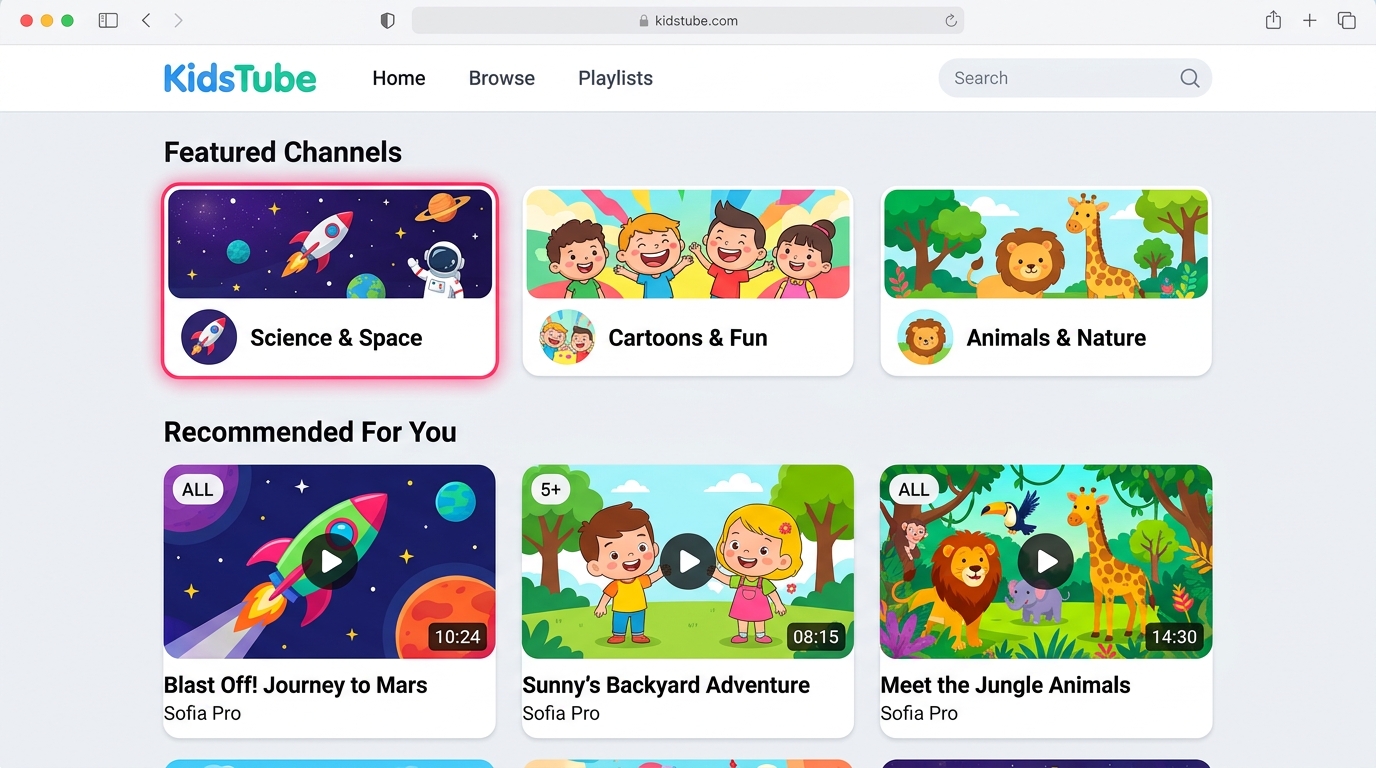 kidstube.com
KidsTube
Home
Browse
Playlists
Search
Featured Channels
Science & Space
Cartoons & Fun
Animals & Nature
Recommended For You
ALL
10:24
Blast Off! Journey to Mars
Sofia Pro
5+
08:15
Sunny’s Backyard Adventure
Sofia Pro
ALL
14:30
Meet the Jungle Animals
Sofia Pro